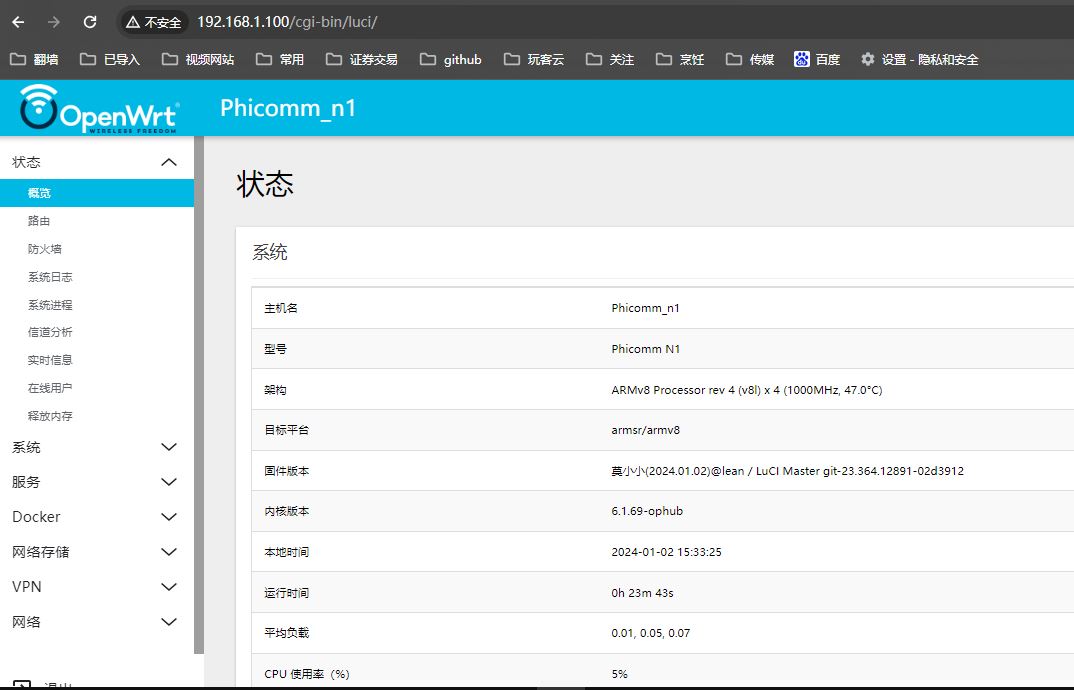 不安全 192.168.1.100/cgi-bin/luci/
翻墙 已导入 视频网站 常用 证券交易 github 玩客云 关注 烹饪 传媒 百度 设置 - 隐私和安全
OpenWrt
WIRELESS FREEDOM
Phicomm_n1
状态
概览
路由
防火墙
系统日志
系统进程
信道分析
实时信息
在线用户
释放内存
系统
服务
Docker
网络存储
VPN
网络
退出
状态
系统
主机名 Phicomm_n1
型号 Phicomm N1
架构 ARMv8 Processor rev 4 (v8l) x 4 (1000MHz, 47.0°C)
目标平台 armsr/armv8
固件版本 莫小小(2024.01.02)@lean / LuCI Master git-23.364.12891-02d3912
内核版本 6.1.69-ophub
本地时间 2024-01-02 15:33:25
运行时间 0h 23m 43s
平均负载 0.01, 0.05, 0.07
CPU 使用率（%） 5%